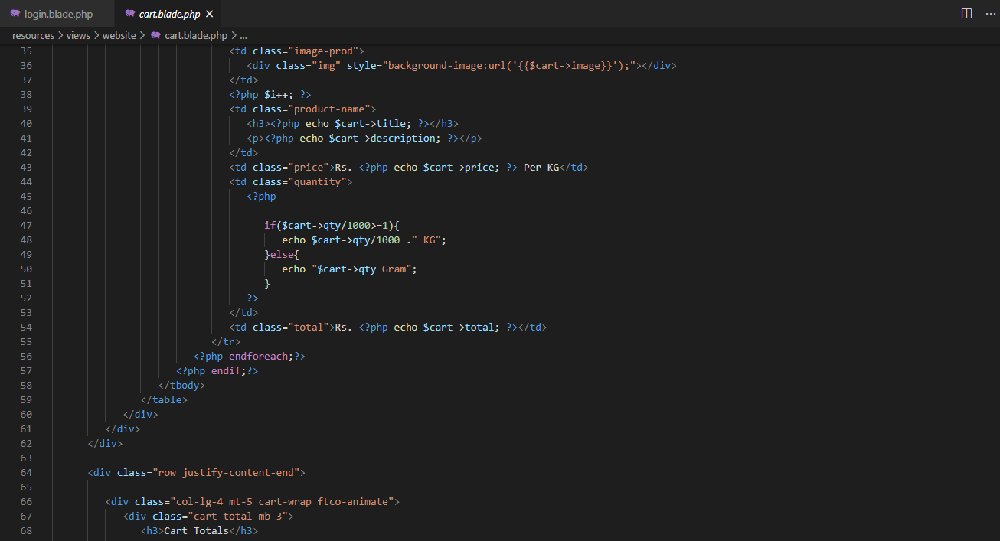 login.blade.php cart.blade.php ×
resources > views > website > cart.blade.php > ...
35 <td class="image-prod">
36 <div class="img" style="background-image:url('{{$cart->image}}');"></div>
37 </td>
38 <?php $i++; ?>
39 <td class="product-name">
40 <h3><?php echo $cart->title; ?></h3>
41 <p><?php echo $cart->description; ?></p>
42 </td>
43 <td class="price">Rs. <?php echo $cart->price; ?> Per KG</td>
44 <td class="quantity">
45 <?php
46
47 if($cart->qty/1000>=1){
48 echo $cart->qty/1000 ." KG";
49 }else{
50 echo "$cart->qty Gram";
51 }
52 ?>
53 </td>
54 <td class="total">Rs. <?php echo $cart->total; ?></td>
55 </tr>
56 <?php endforeach;?>
57 <?php endif;?>
58 </tbody>
59 </table>
60 </div>
61 </div>
62 </div>
63
64 <div class="row justify-content-end">
65
66 <div class="col-lg-4 mt-5 cart-wrap ftco-animate">
67 <div class="cart-total mb-3">
68 <h3>Cart Totals</h3>